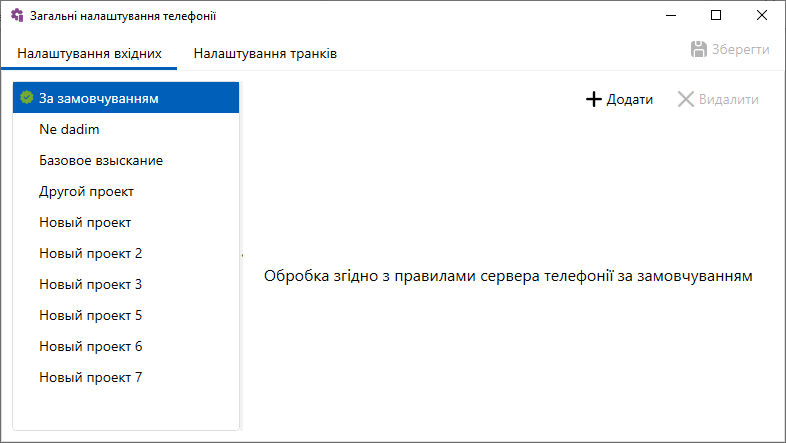 Загальні налаштування телефонії
Налаштування вхідних
Налаштування транків
Зберегти
За замовчуванням
Ne dadim
Базовое взыскание
Другой проект
Новый проект
Новый проект 2
Новый проект 3
Новый проект 5
Новый проект 6
Новый проект 7
Додати
Видалити
Обробка згідно з правилами сервера телефонії за замовчуванням